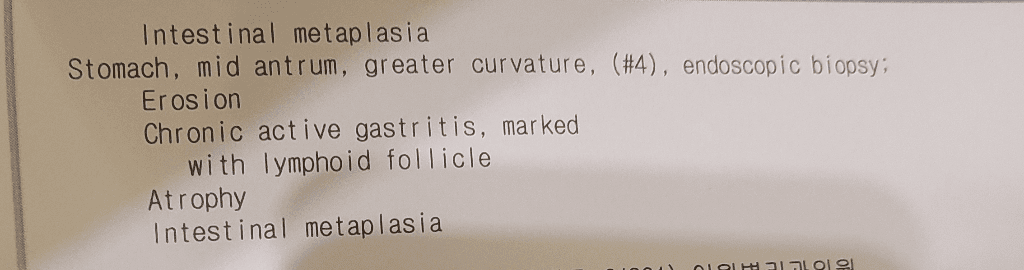 Intestinal metaplasia
Stomach, mid antrum, greater curvature, (#4), endoscopic biopsy;
Erosion
Chronic active gastritis, marked
with lymphoid follicle
Atrophy
Intestinal metaplasia